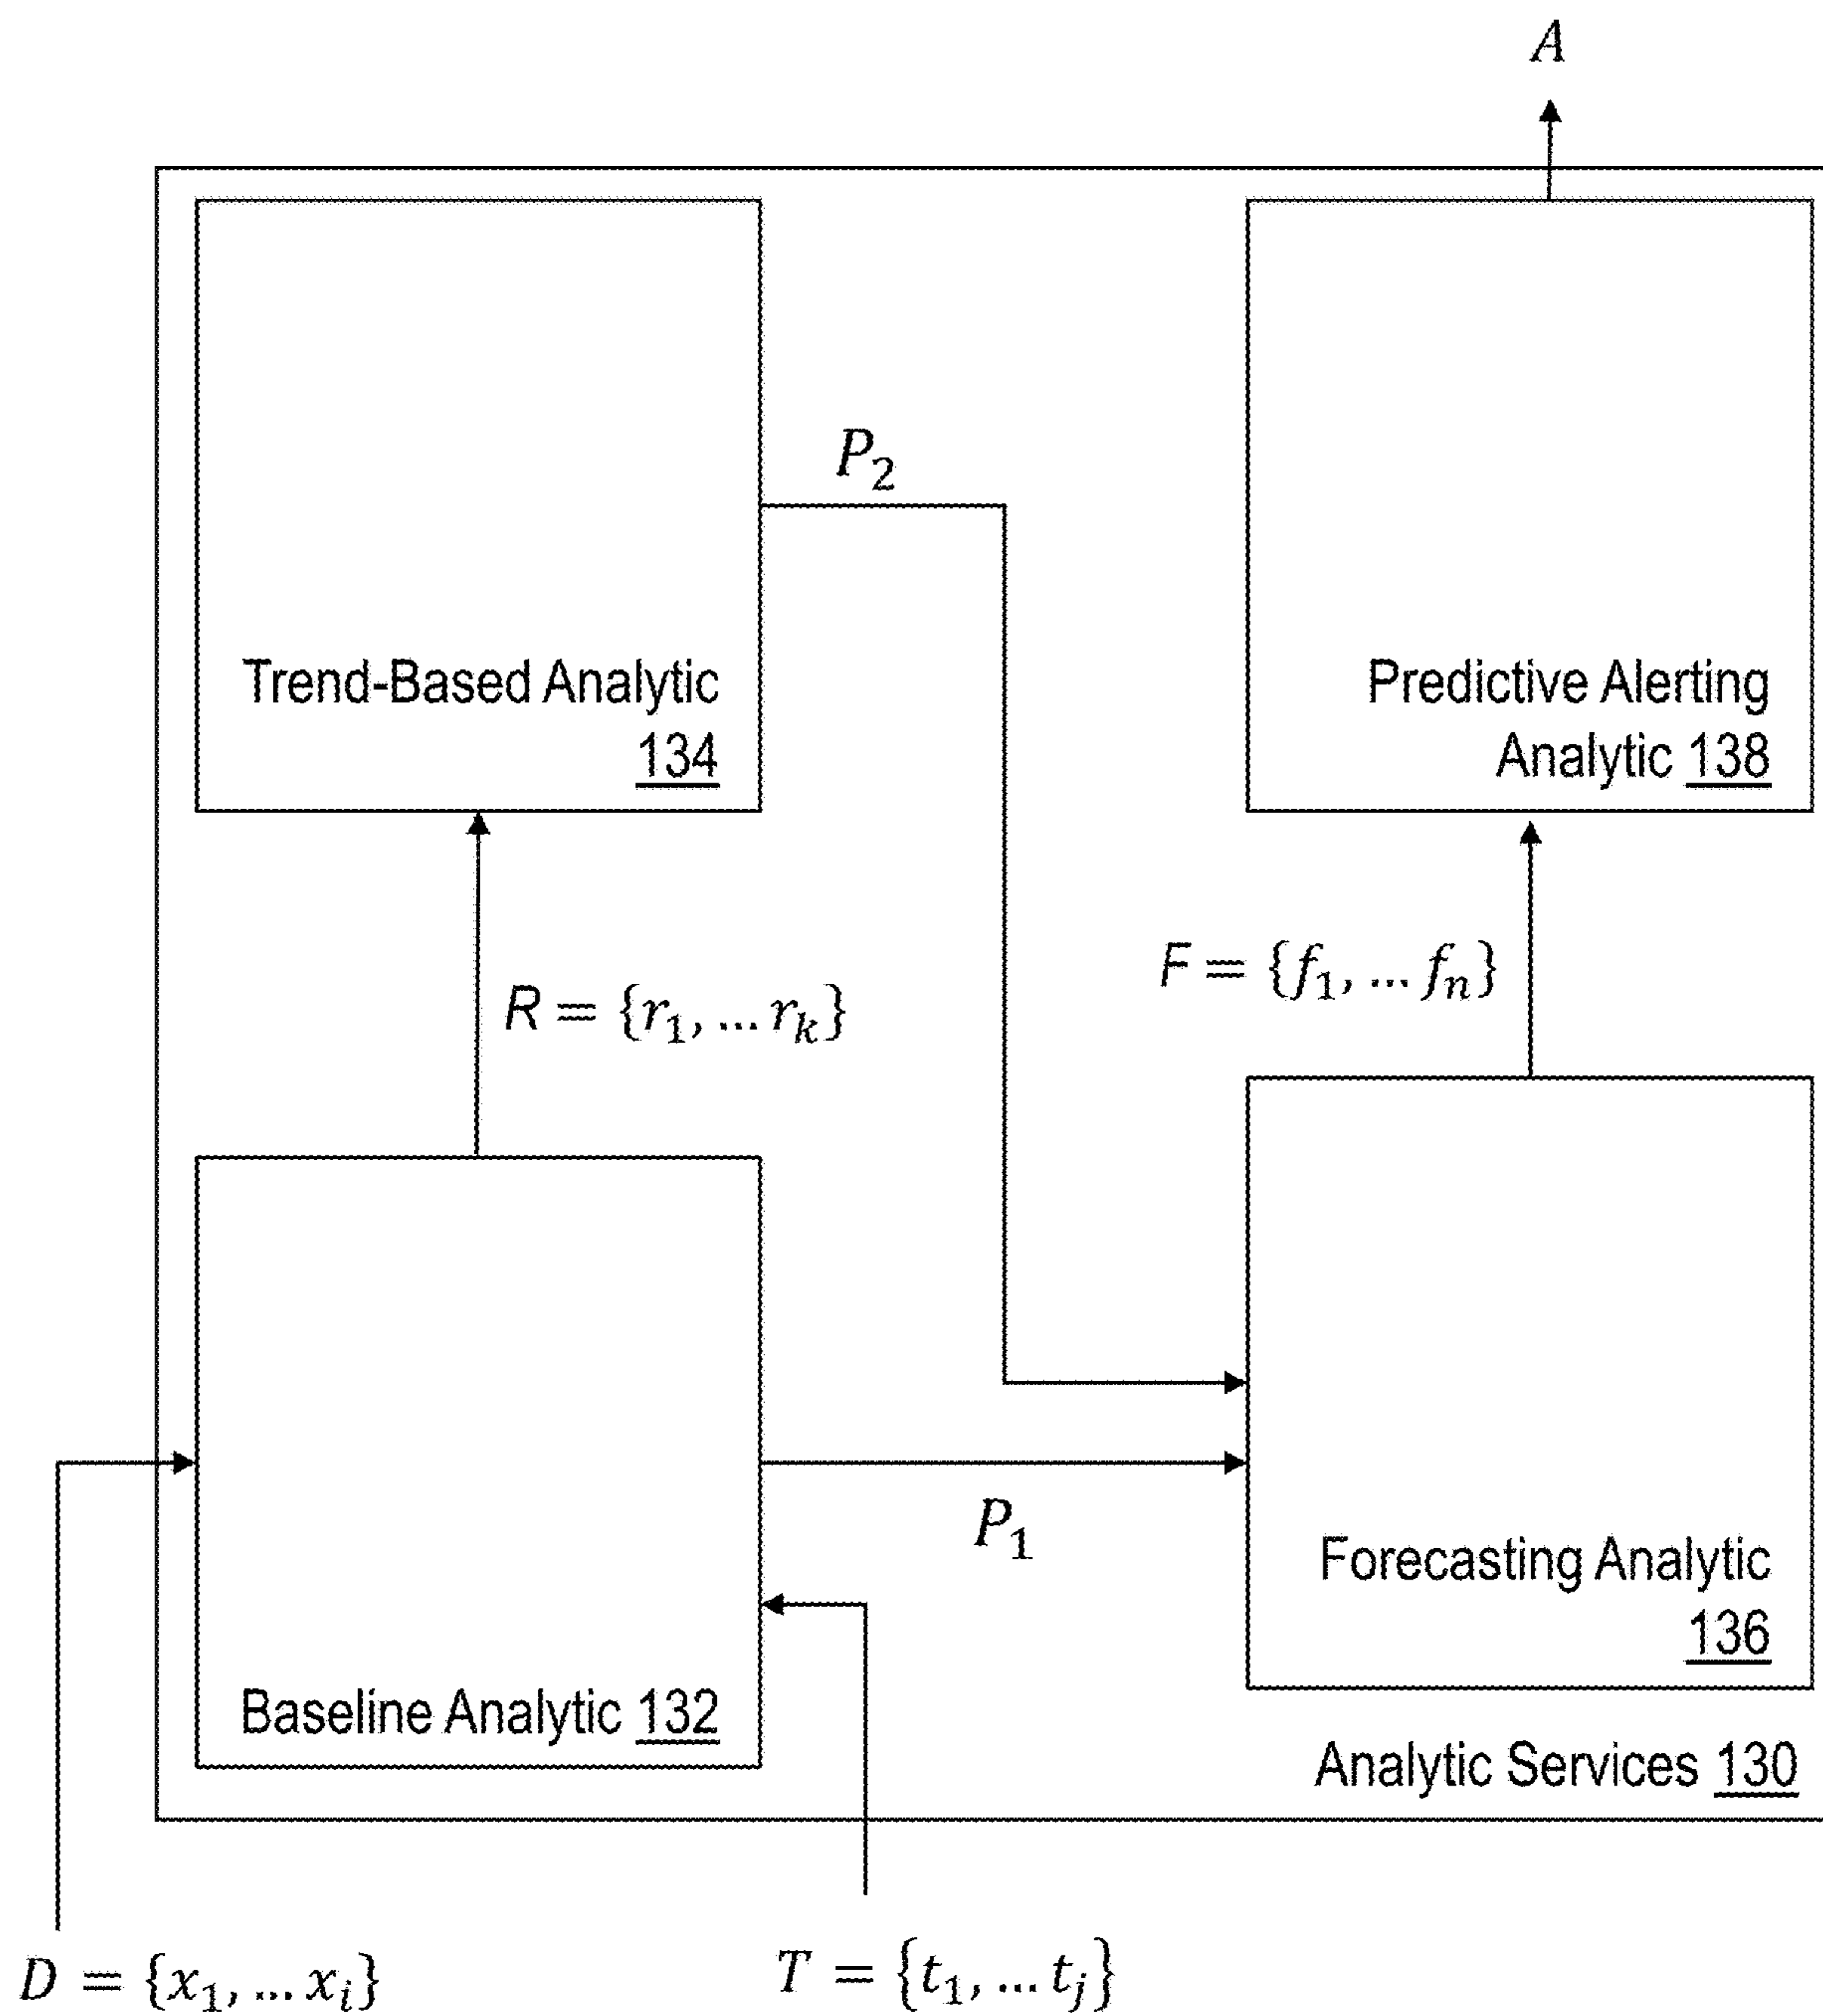 A
P₂
Trend-Based Analytic
134
Predictive Alerting
Analytic 138
R = {r₁, ... rₖ}
F = {f₁, ... fₙ}
P₁
Forecasting Analytic
136
Baseline Analytic 132
Analytic Services 130
D = {x₁, ... xᵢ}
T = {t₁, ... tⱼ}